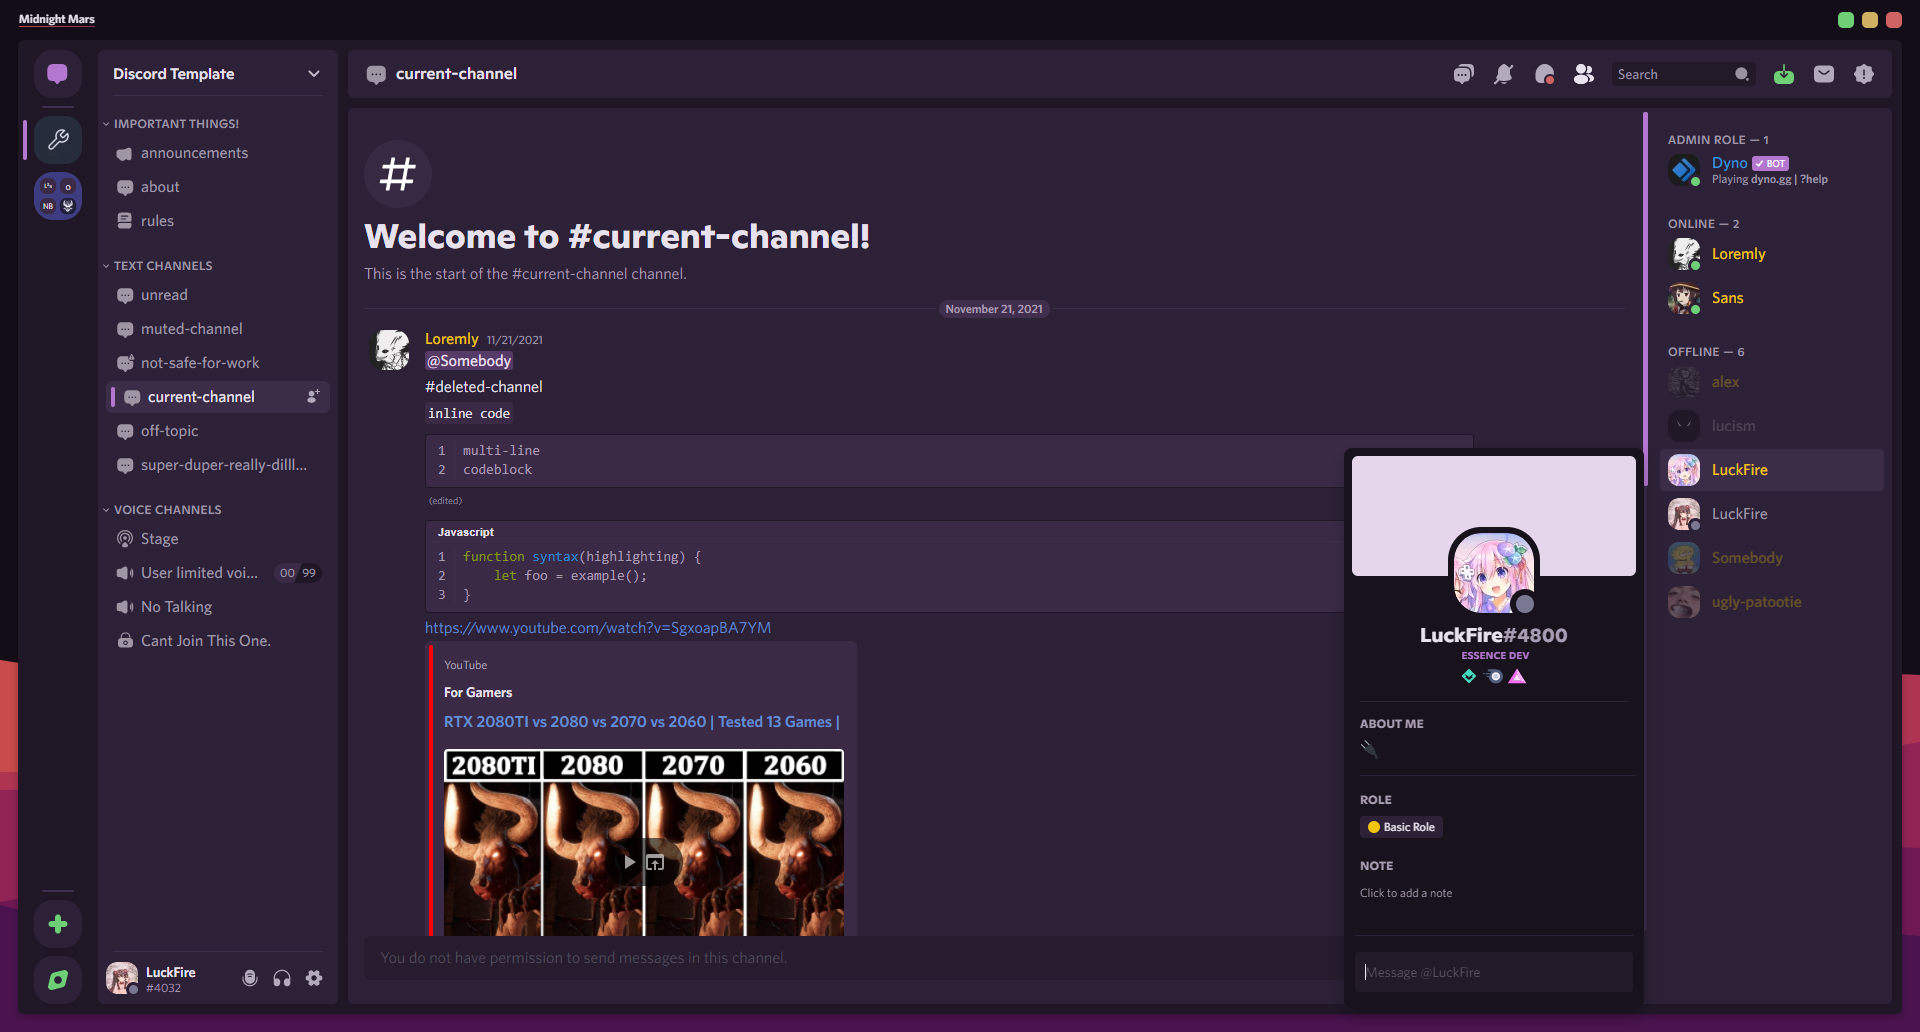 Midnight Mars
Discord Template
IMPORTANT THINGS!
announcements
about
rules
TEXT CHANNELS
unread
muted-channel
not-safe-for-work
current-channel
off-topic
super-duper-really-dilll...
VOICE CHANNELS
Stage
User limited voi... 00 99
No Talking
Cant Join This One.
NB
LuckFire
#4032
current-channel
Search
#
Welcome to #current-channel!
This is the start of the #current-channel channel.
November 21, 2021
Loremly 11/21/2021
@Somebody
#deleted-channel
inline code
1 multi-line
2 codeblock
(edited)
Javascript
1 function syntax(highlighting) {
2 let foo = example();
3 }
https://www.youtube.com/watch?v=SgxoapBA7YM
YouTube
For Gamers
RTX 2080TI vs 2080 vs 2070 vs 2060 | Tested 13 Games |
2080TI 2080 2070 2060
You do not have permission to send messages in this channel.
LuckFire#4800
ESSENCE DEV
ABOUT ME
ROLE
Basic Role
NOTE
Click to add a note
Message @LuckFire
ADMIN ROLE — 1
Dyno BOT
Playing dyno.gg | ?help
ONLINE — 2
Loremly
Sans
OFFLINE — 6
alex
lucism
LuckFire
LuckFire
Somebody
ugly-patootie